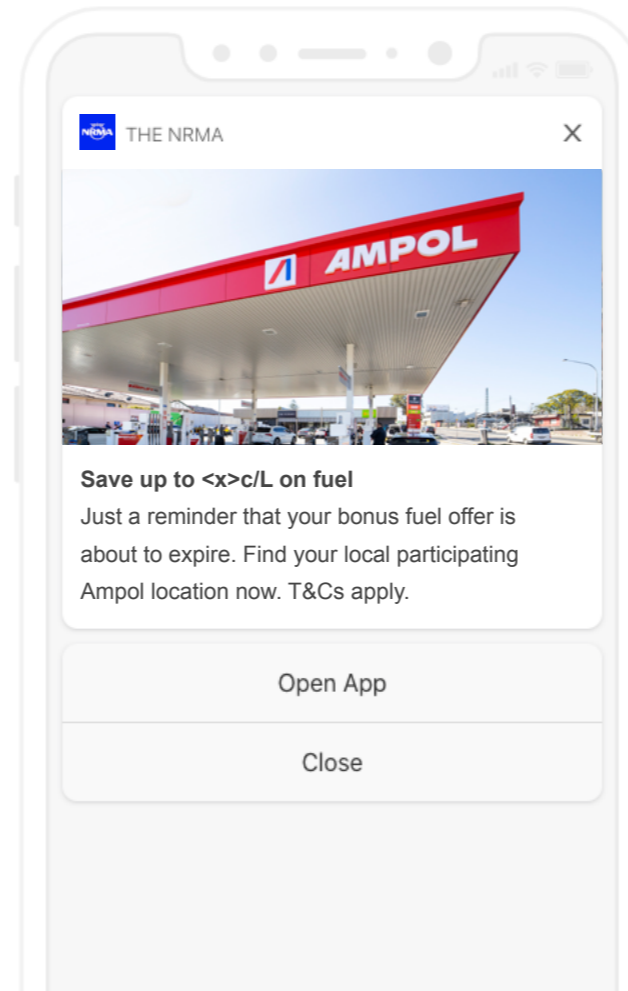 NRMA
THE NRMA
AMPOL
Save up to <x>c/L on fuel
Just a reminder that your bonus fuel offer is
about to expire. Find your local participating
Ampol location now. T&Cs apply.
Open App
Close